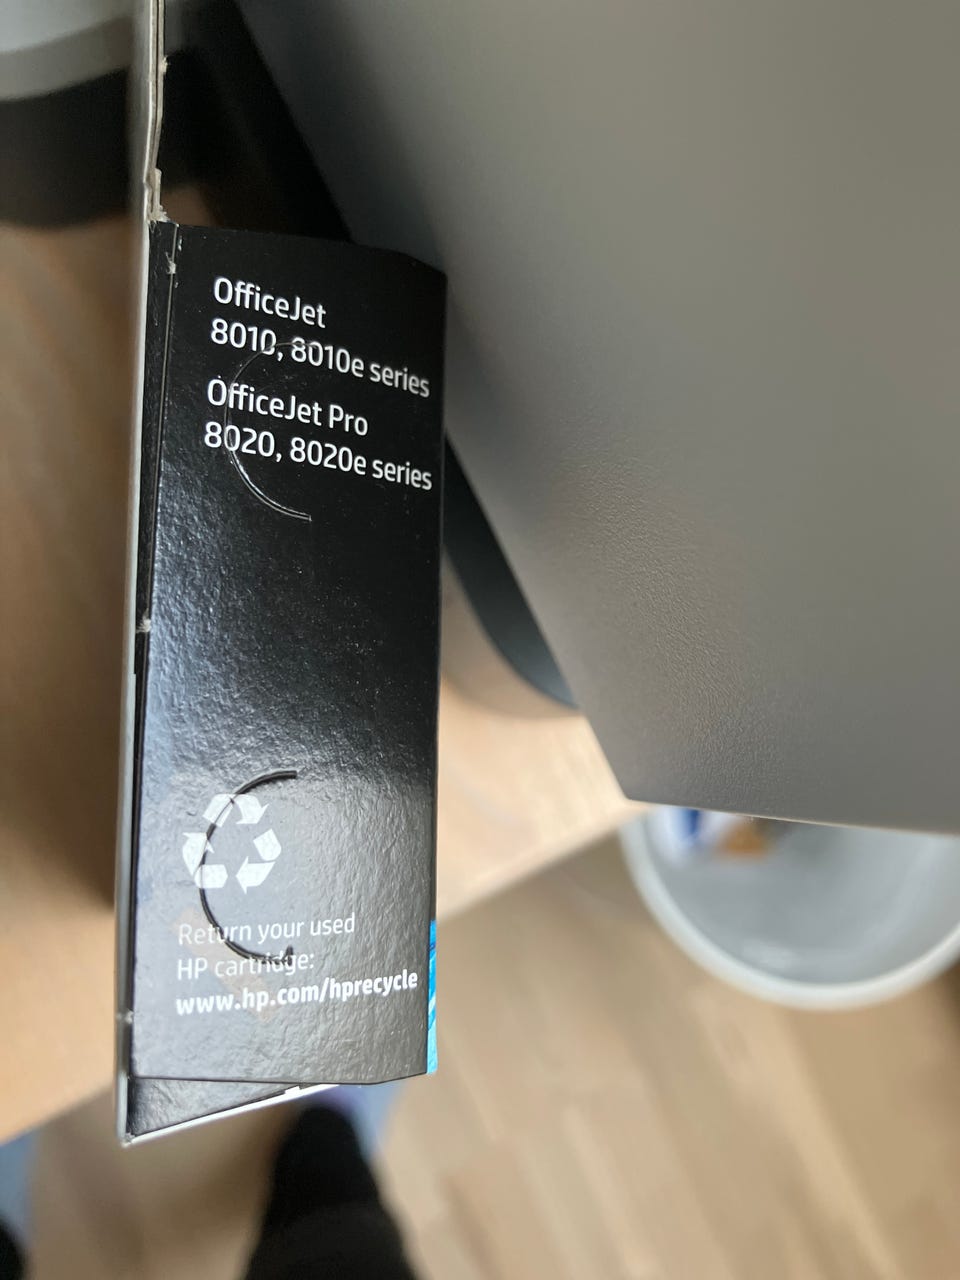 OfficeJet
8010, 8010e series
OfficeJet Pro
8020, 8020e series
Return your used
HP cartridge:
www.hp.com/hprecycle